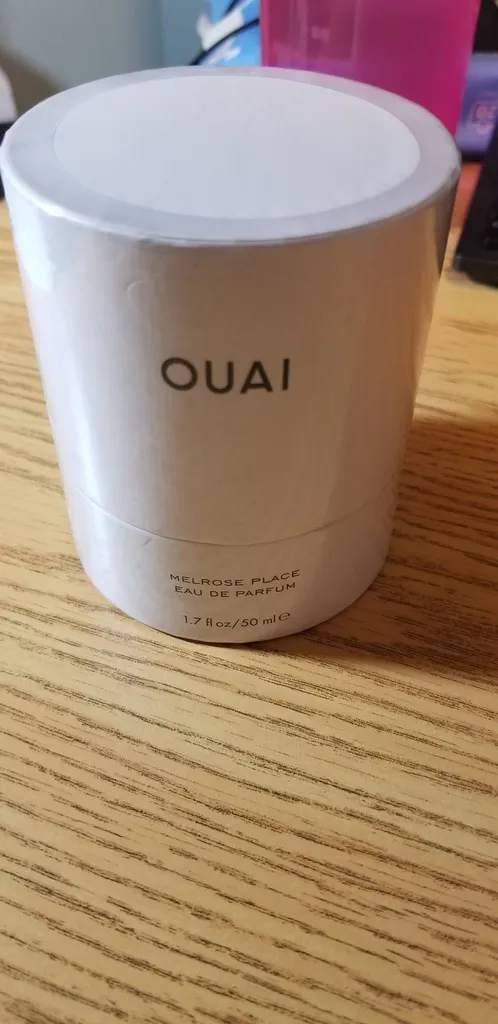 OUAI
MELROSE PLACE
EAU DE PARFUM
1.7 fl oz/50 ml ℮